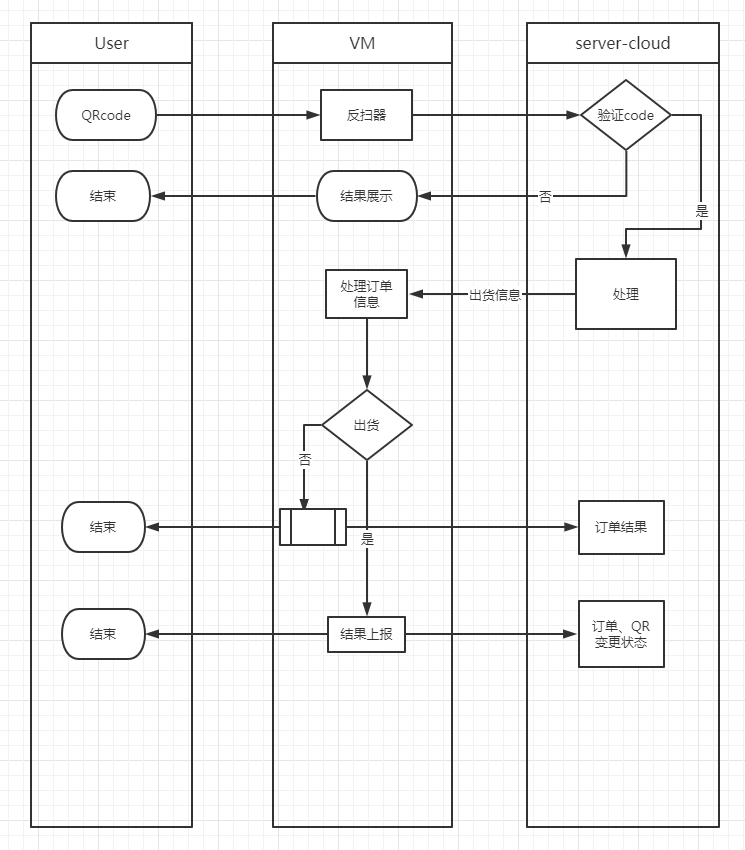 User
VM
server-cloud
QRcode
反扫器
验证code
结束
结果展示
否
是
处理订单
信息
出货信息
处理
出货
否
结束
订单结果
是
结束
结果上报
订单、QR
变更状态